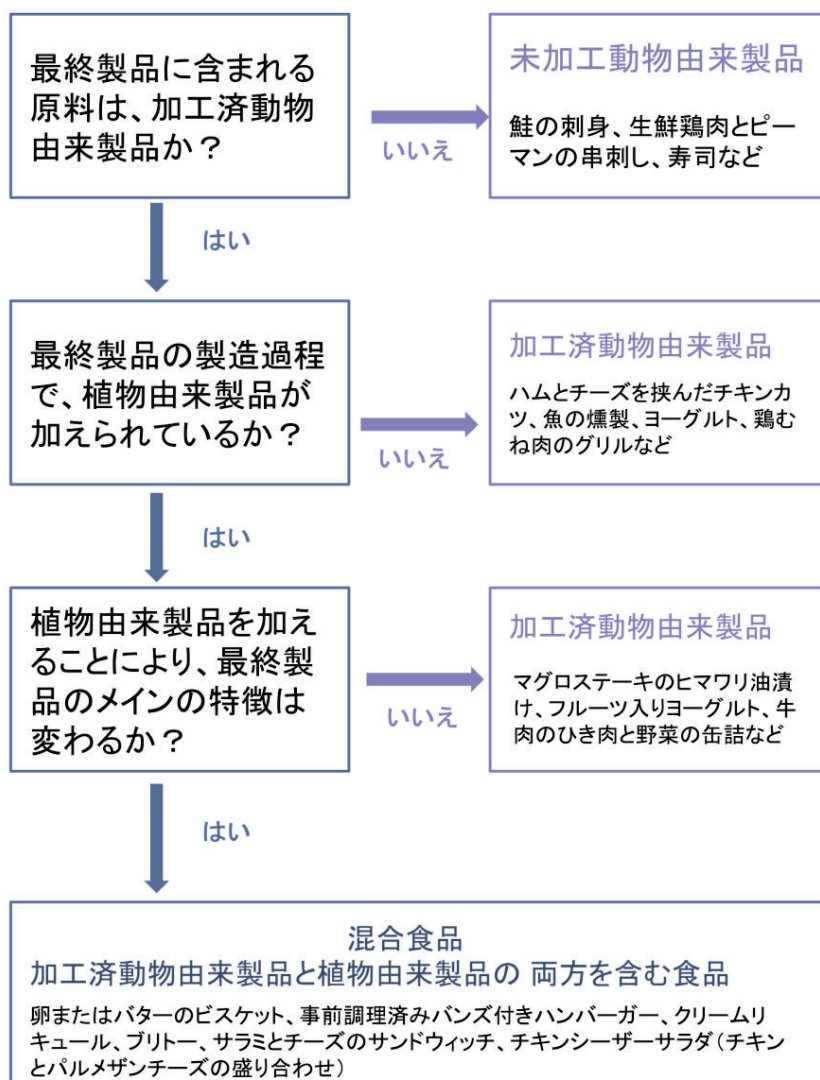 最終製品に含まれる
原料は、加工済動物
由来製品か？
いいえ
未加工動物由来製品
鮭の刺身、生鮮鶏肉とピー
マンの串刺し、寿司など
はい
最終製品の製造過程
で、植物由来製品が
加えられているか？
いいえ
加工済動物由来製品
ハムとチーズを挟んだチキンカ
ツ、魚の燻製、ヨーグルト、鶏む
ね肉のグリルなど
はい
植物由来製品を加え
ることにより、最終製
品のメインの特徴は
変わるか？
いいえ
加工済動物由来製品
マグロステーキのヒマワリ油漬
け、フルーツ入りヨーグルト、牛
肉のひき肉と野菜の缶詰など
はい
混合食品
加工済動物由来製品と植物由来製品の 両方を含む食品
卵またはバターのビスケット、事前調理済みバンズ付きハンバーガー、クリームリ
キュール、ブリトー、サラミとチーズのサンドウィッチ、チキンシーザーサラダ（チキン
とパルメザンチーズの盛り合わせ）